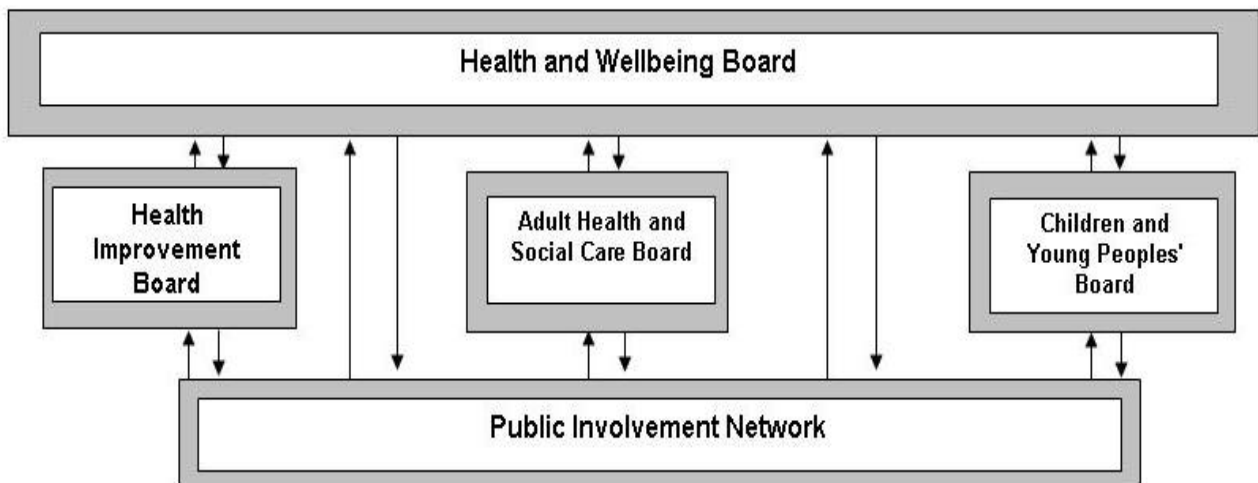 Health and Wellbeing Board
Health
Improvement
Board
Adult Health and
Social Care Board
Children and
Young Peoples'
Board
Public Involvement Network